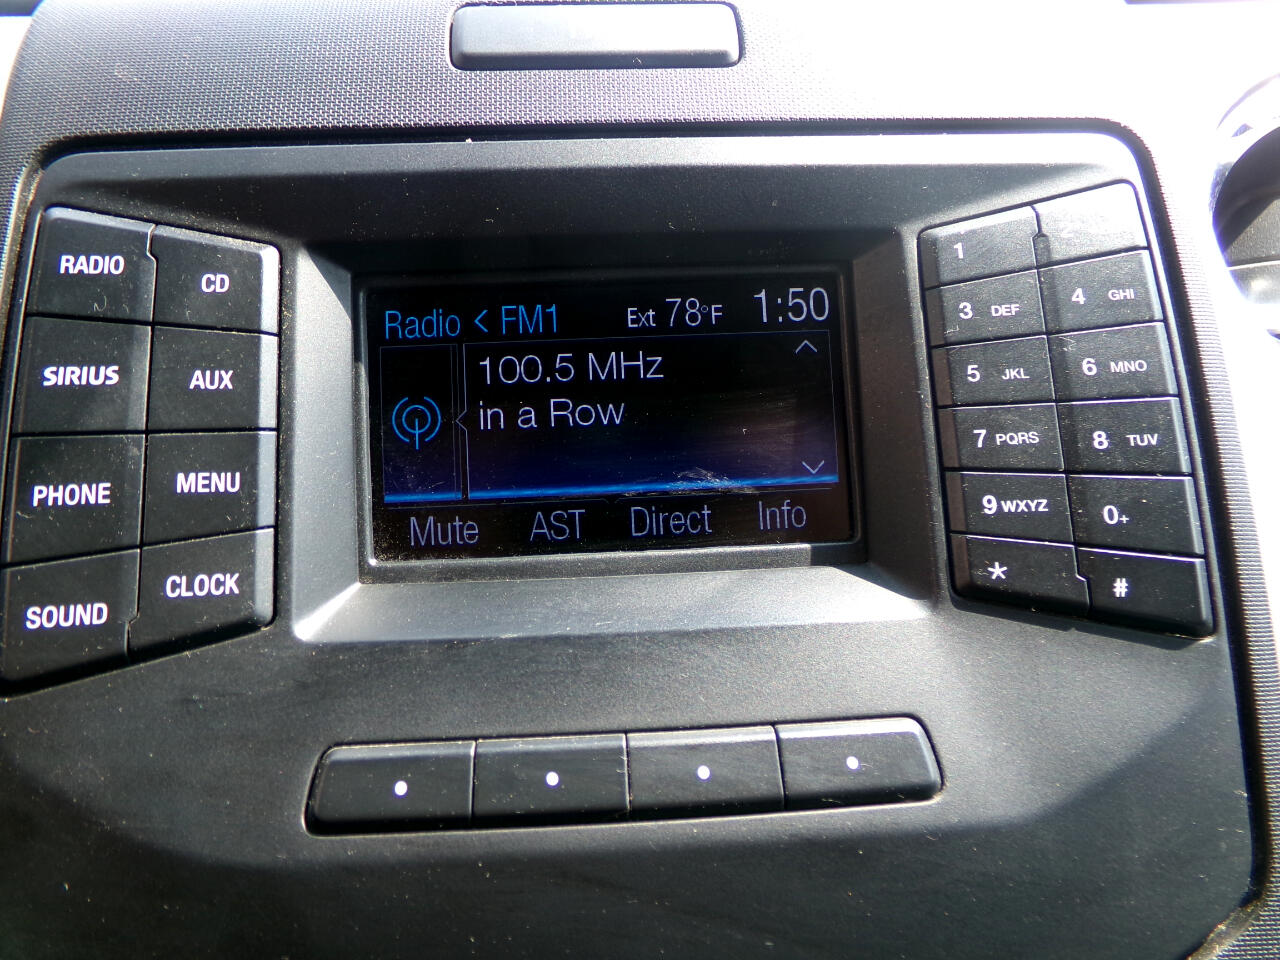 RADIO
CD
SIRIUS
AUX
PHONE
MENU
SOUND
CLOCK
Radio < FM1 Ext 78°F 1:50
100.5 MHz
in a Row
Mute AST Direct Info
1
2
3 DEF
4 GHI
5 JKL
6 MNO
7 PQRS
8 TUV
9 WXYZ
0+
*
#